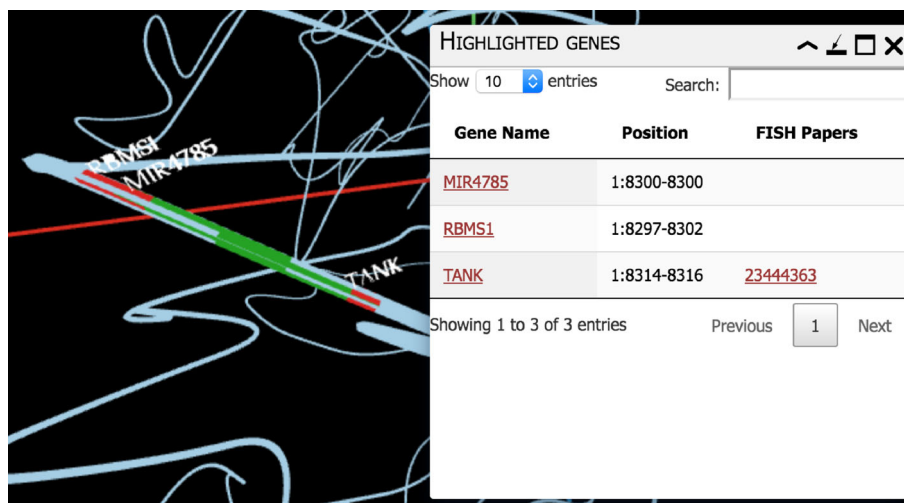 RBMSI
MIR4785
TANK
HIGHLIGHTED GENES
Show 10 entries Search:
Gene Name Position FISH Papers
MIR4785 1:8300-8300
RBMS1 1:8297-8302
TANK 1:8314-8316 23444363
Showing 1 to 3 of 3 entries Previous 1 Next